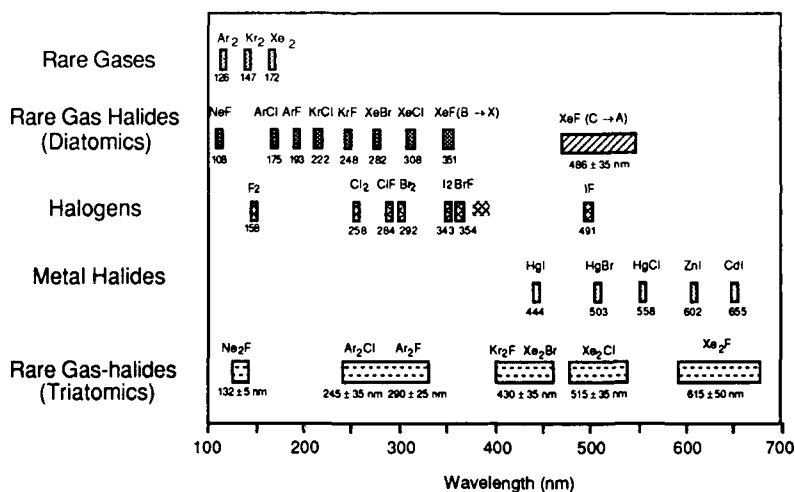 Ar2 Kr2 Xe2
Rare Gases
126 147 172
Rare Gas Halides
(Diatomics)
NeF ArCl ArF KrCl KrF XeBr XeCl XeF(B → X) XeF (C → A)
108 175 193 222 248 282 308 351 486 ± 35 nm
Halogens
F2 Cl2 ClF Br2 I2 BrF IF
158 258 284 292 343 354 491
Metal Halides
HgI HgBr HgCl ZnI CdI
444 503 558 602 655
Rare Gas-halides
(Triatomics)
Ne2F Ar2Cl Ar2F Kr2F Xe2Br Xe2Cl Xe2F
132 ± 5 nm 245 ± 35 nm 290 ± 25 nm 430 ± 35 nm 515 ± 35 nm 615 ± 50 nm
100 200 300 400 500 600 700
Wavelength (nm)